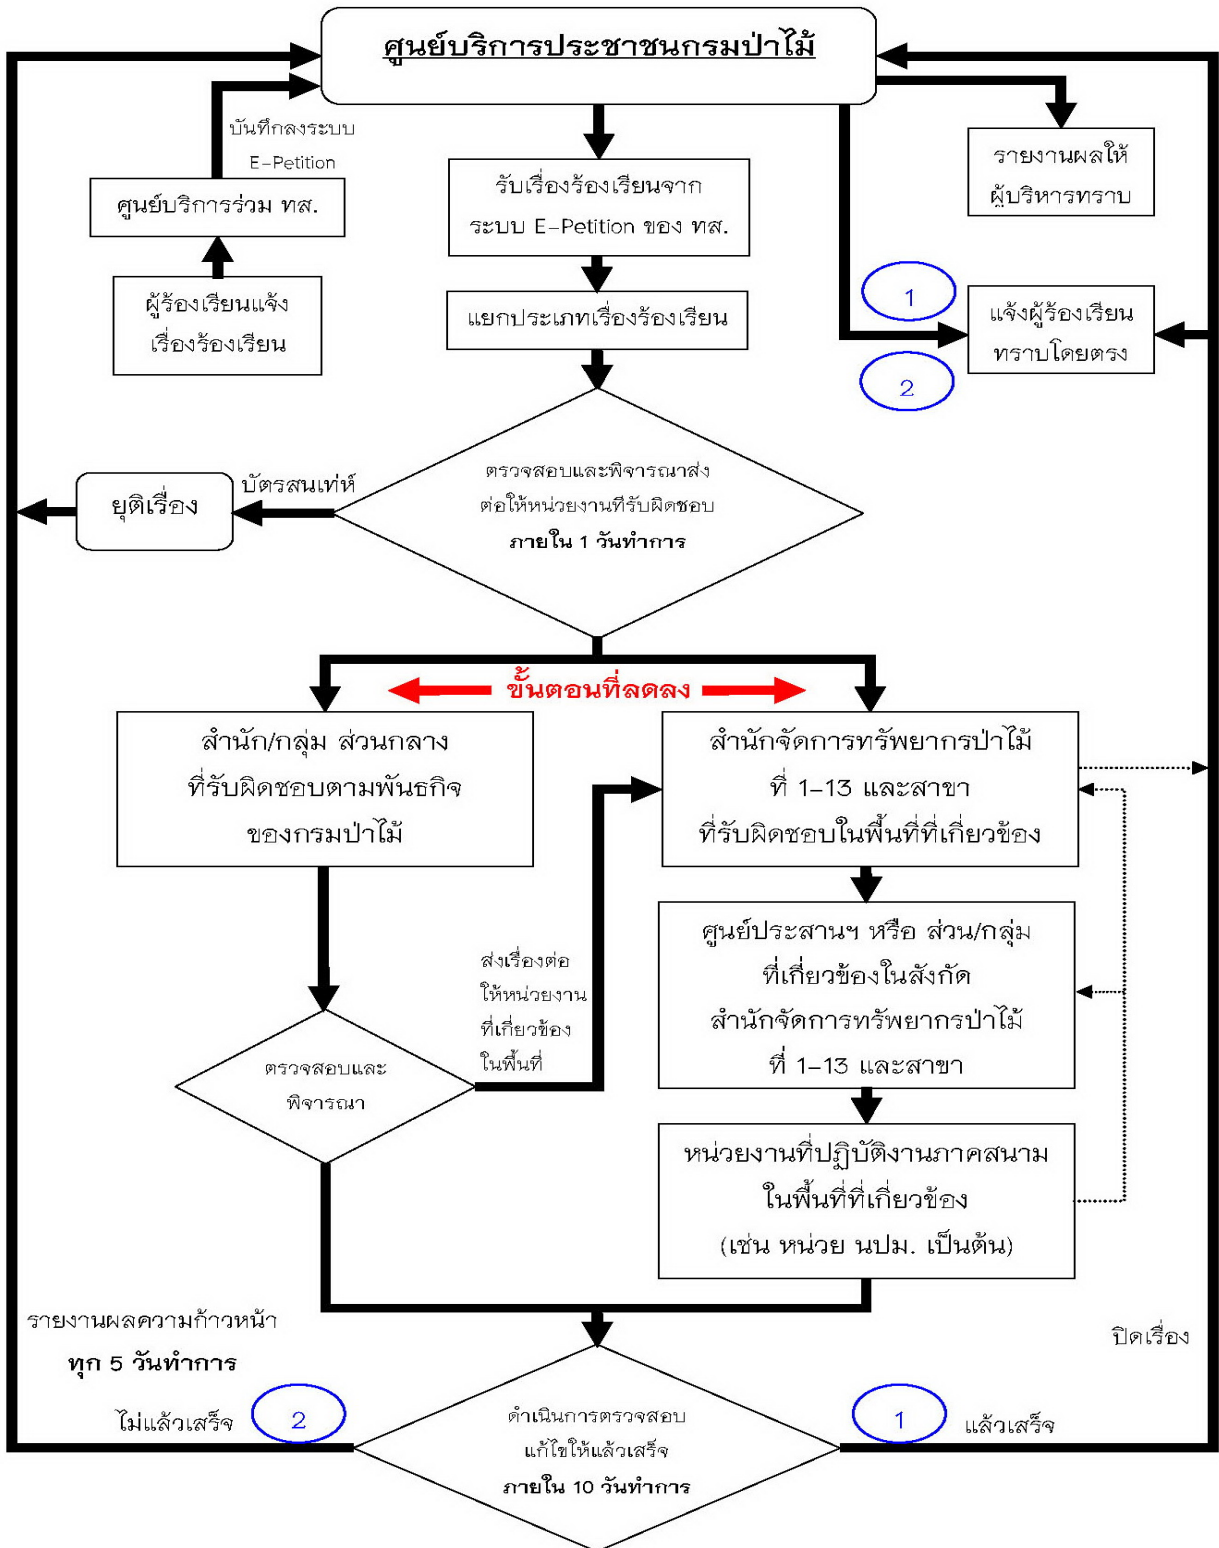 ศูนย์บริการประชาชนกรมป่าไม้
บันทึกลงระบบ
E-Petition
ศูนย์บริการร่วม ทส.
ผู้ร้องเรียนแจ้ง
เรื่องร้องเรียน
รับเรื่องร้องเรียนจาก
ระบบ E-Petition ของ ทส.
แยกประเภทเรื่องร้องเรียน
รายงานผลให้
ผู้บริหารทราบ
1
แจ้งผู้ร้องเรียน
ทราบโดยตรง
2
ตรวจสอบและพิจารณาส่ง
ต่อให้หน่วยงานที่รับผิดชอบ
ภายใน 1 วันทำการ
บัตรสนเท่ห์
ยุติเรื่อง
ขั้นตอนที่ลดลง
สำนัก/กลุ่ม ส่วนกลาง
ที่รับผิดชอบตามพันธกิจ
ของกรมป่าไม้
สำนักจัดการทรัพยากรป่าไม้
ที่ 1-13 และสาขา
ที่รับผิดชอบในพื้นที่ที่เกี่ยวข้อง
ส่งเรื่องต่อ
ให้หน่วยงาน
ที่เกี่ยวข้อง
ในพื้นที่
ศูนย์ประสานฯ หรือ ส่วน/กลุ่ม
ที่เกี่ยวข้องในสังกัด
สำนักจัดการทรัพยากรป่าไม้
ที่ 1-13 และสาขา
ตรวจสอบและ
พิจารณา
หน่วยงานที่ปฏิบัติงานภาคสนาม
ในพื้นที่ที่เกี่ยวข้อง
(เช่น หน่วย นปม. เป็นต้น)
รายงานผลความก้าวหน้า
ทุก 5 วันทำการ
ไม่แล้วเสร็จ
2
ดำเนินการตรวจสอบ
แก้ไขให้แล้วเสร็จ
ภายใน 10 วันทำการ
1
แล้วเสร็จ
ปิดเรื่อง